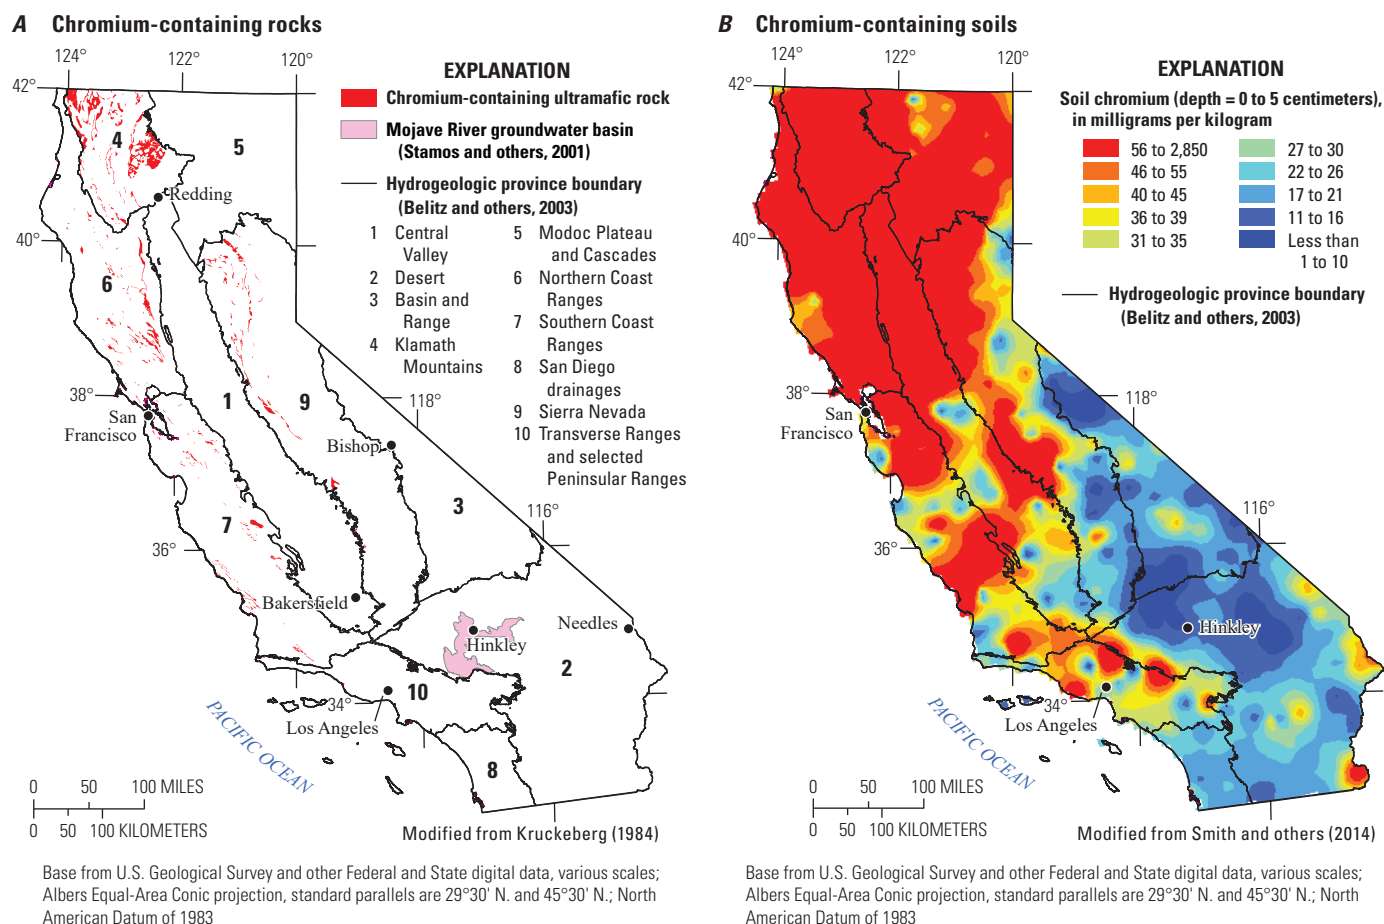 A Chromium-containing rocks
124° 122° 120°
42°
EXPLANATION
Chromium-containing ultramafic rock
Mojave River groundwater basin
(Stamos and others, 2001)
Hydrogeologic province boundary
(Belitz and others, 2003)
1 Central
Valley
2 Desert
3 Basin and
Range
4 Klamath
Mountains
5 Modoc Plateau
and Cascades
6 Northern Coast
Ranges
7 Southern Coast
Ranges
8 San Diego
drainages
9 Sierra Nevada
10 Transverse Ranges
and selected
Peninsular Ranges
4
5
Redding
40°
6
38°
1
9
118°
San
Francisco
Bishop
3
116°
7
36°
Bakersfield
Needles
Hinkley
2
10
34°
Los Angeles
PACIFIC OCEAN
8
0 50 100 MILES
0 50 100 KILOMETERS
Modified from Kruckeberg (1984)
Base from U.S. Geological Survey and other Federal and State digital data, various scales;
Albers Equal-Area Conic projection, standard parallels are 29°30' N. and 45°30' N.; North
American Datum of 1983
B Chromium-containing soils
124° 122° 120°
42°
EXPLANATION
Soil chromium (depth = 0 to 5 centimeters),
in milligrams per kilogram
56 to 2,850
46 to 55
40 to 45
36 to 39
31 to 35
27 to 30
22 to 26
17 to 21
11 to 16
Less than
1 to 10
Hydrogeologic province boundary
(Belitz and others, 2003)
40°
38°
118°
San
Francisco
116°
36°
Hinkley
34°
Los Angeles
PACIFIC OCEAN
0 50 100 MILES
0 50 100 KILOMETERS
Modified from Smith and others (2014)
Base from U.S. Geological Survey and other Federal and State digital data, various scales;
Albers Equal-Area Conic projection, standard parallels are 29°30' N. and 45°30' N.; North
American Datum of 1983